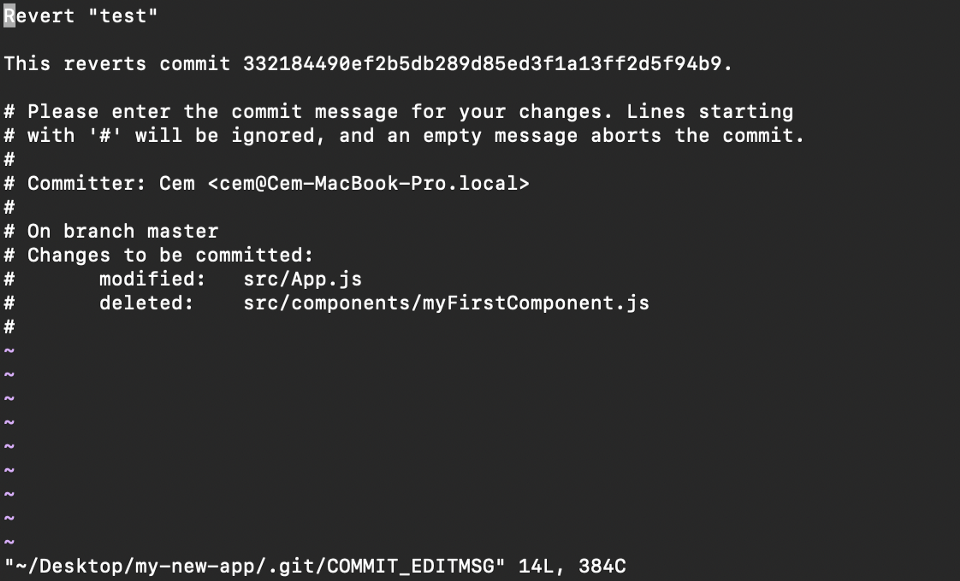 Revert "test"
This reverts commit 332184490ef2b5db289d85ed3f1a13ff2d5f94b9.
# Please enter the commit message for your changes. Lines starting
# with '#' will be ignored, and an empty message aborts the commit.
#
# Committer: Cem <cem@Cem-MacBook-Pro.local>
#
# On branch master
# Changes to be committed:
#       modified:   src/App.js
#       deleted:    src/components/myFirstComponent.js
#
~
~
~
~
~
~
~
~
~
"~/Desktop/my-new-app/.git/COMMIT_EDITMSG" 14L, 384C